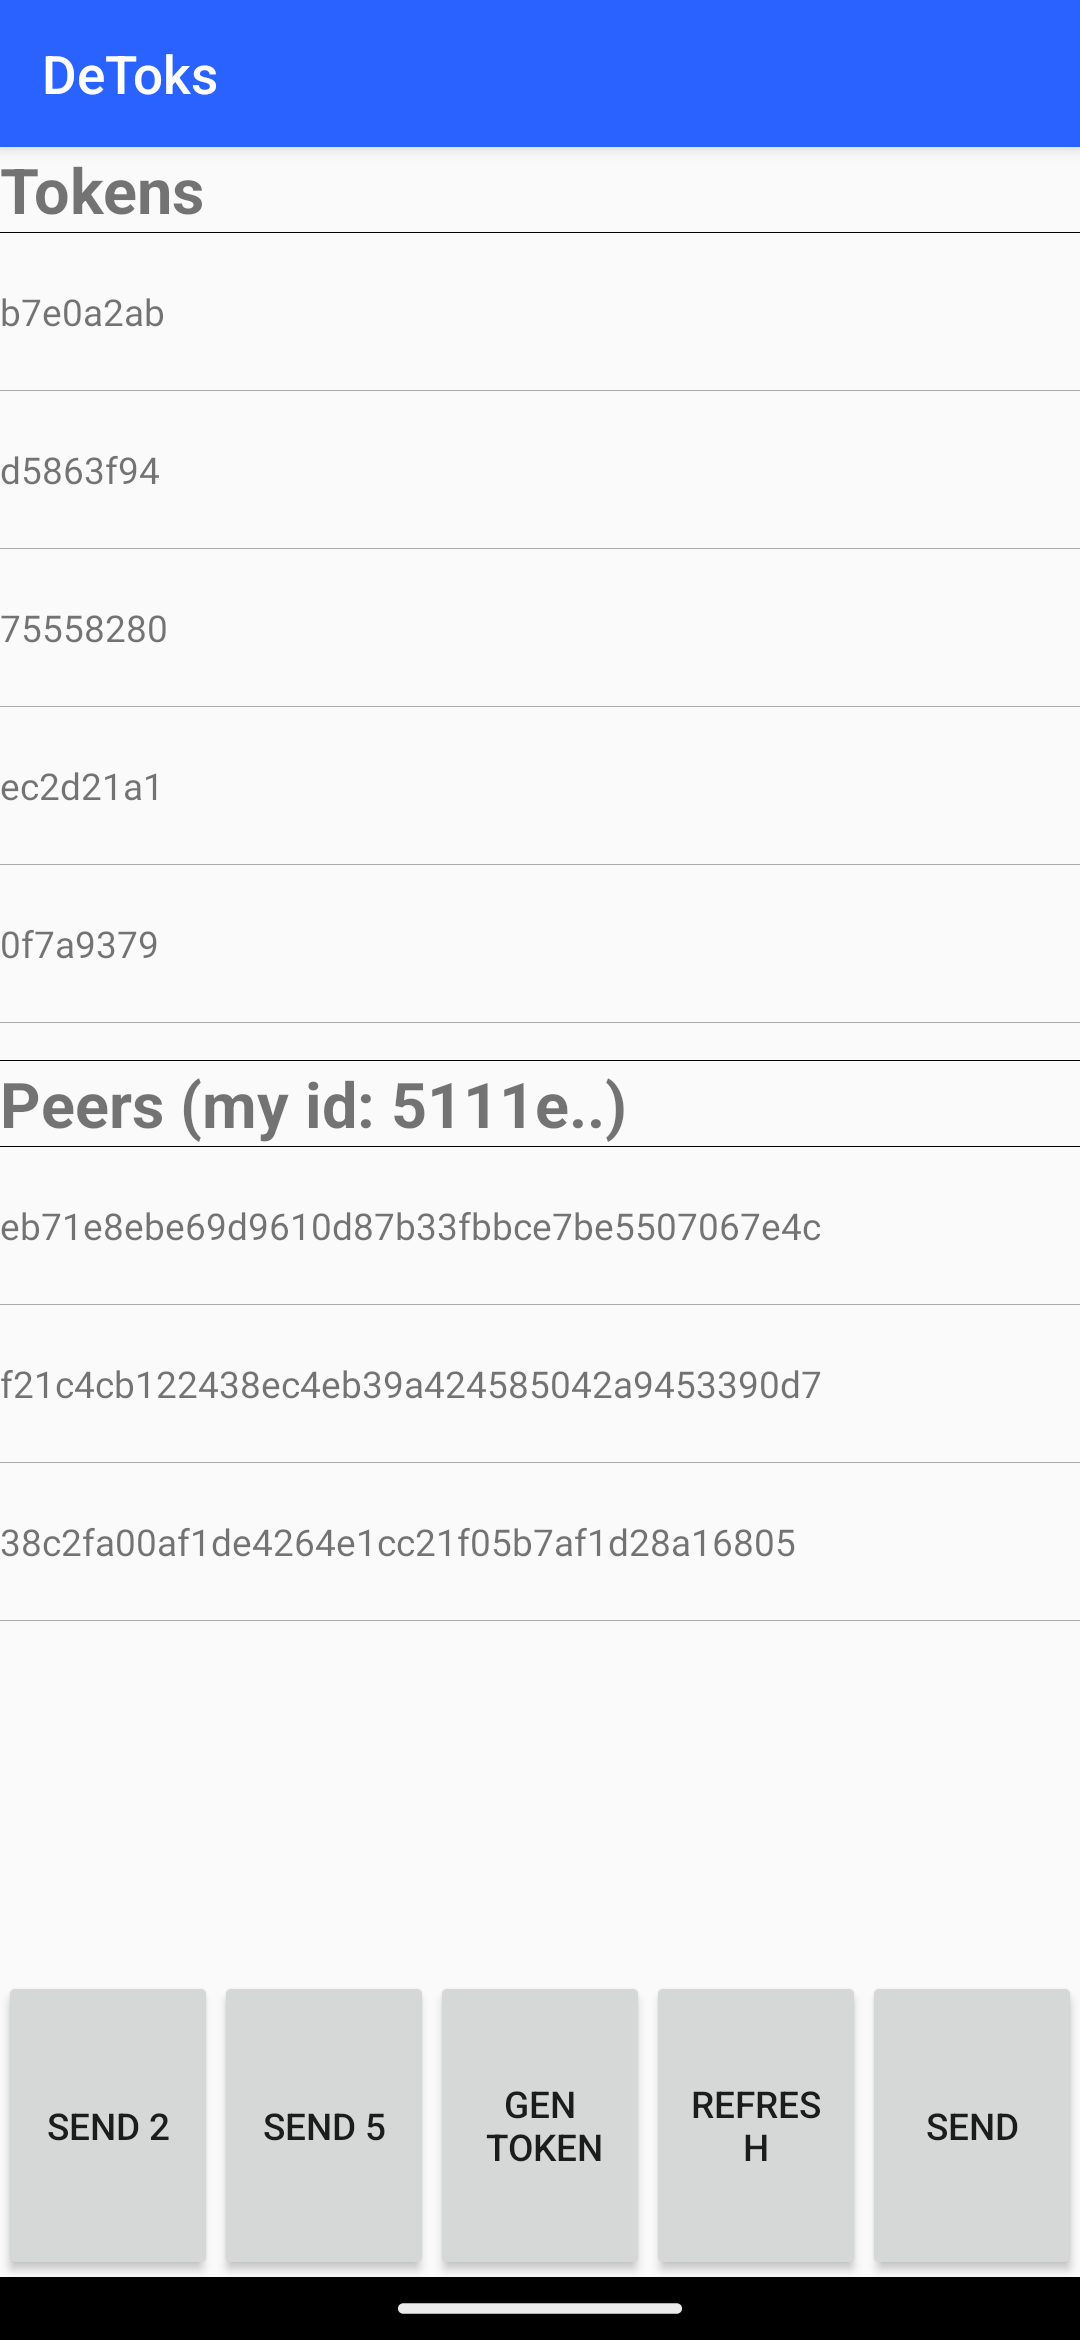 DeToks
Tokens
b7e0a2ab
d5863f94
75558280
ec2d21a1
0f7a9379
Peers (my id: 5111e..)
eb71e8ebe69d9610d87b33fbbce7be5507067e4c
f21c4cb122438ec4eb39a424585042a9453390d7
38c2fa00af1de4264e1cc21f05b7af1d28a16805
SEND 2
SEND 5
GEN
TOKEN
REFRES
H
SEND